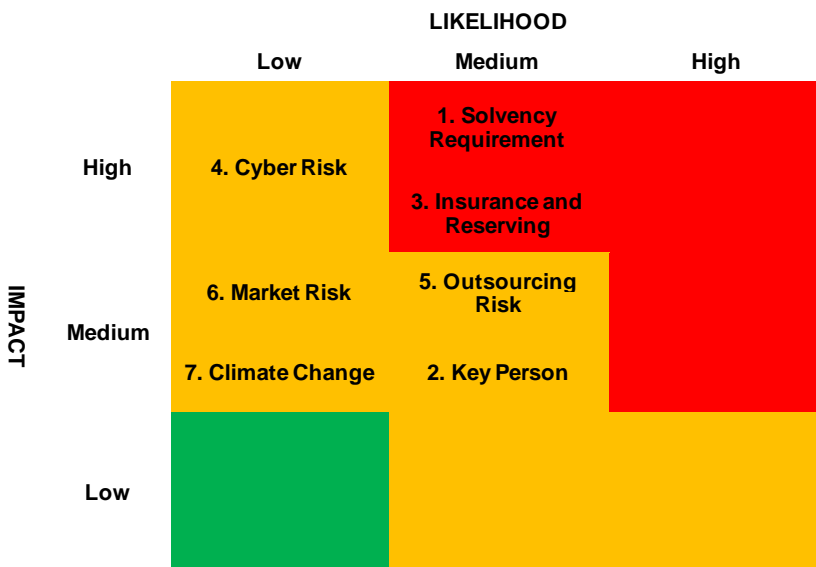 LIKELIHOOD
Low
Medium
High
1. Solvency
Requirement
High
4. Cyber Risk
3. Insurance and
Reserving
IMPACT
6. Market Risk
5. Outsourcing
Risk
Medium
7. Climate Change
2. Key Person
Low